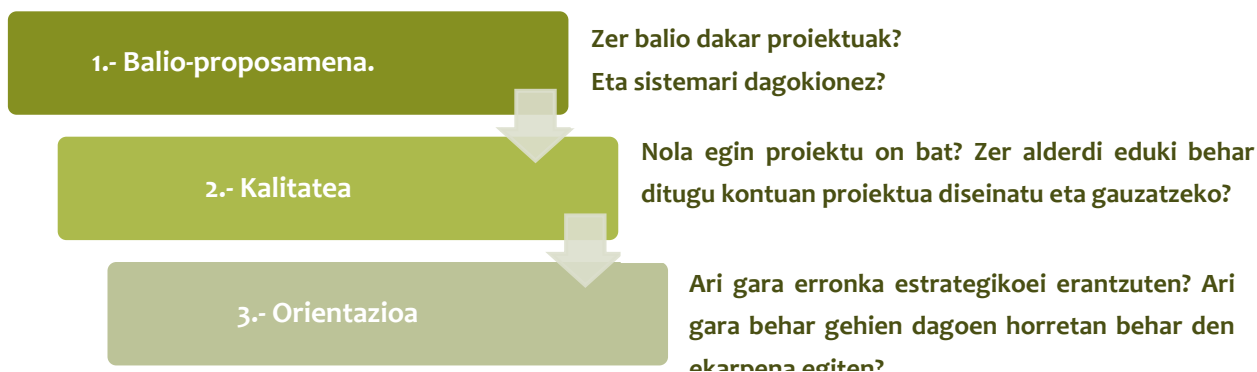 1.- Balio-proposamena.
Zer balio dakar proiektuak?
Eta sistemari dagokionez?
2.- Kalitatea
Nola egin proiektu on bat? Zer alderdi eduki behar
ditugu kontuan proiektua diseinatu eta gauzatzeko?
3.- Orientazioa
Ari gara erronka estrategikoei erantzuten? Ari
gara behar gehien dagoen horretan behar den
ekarpena egiten?